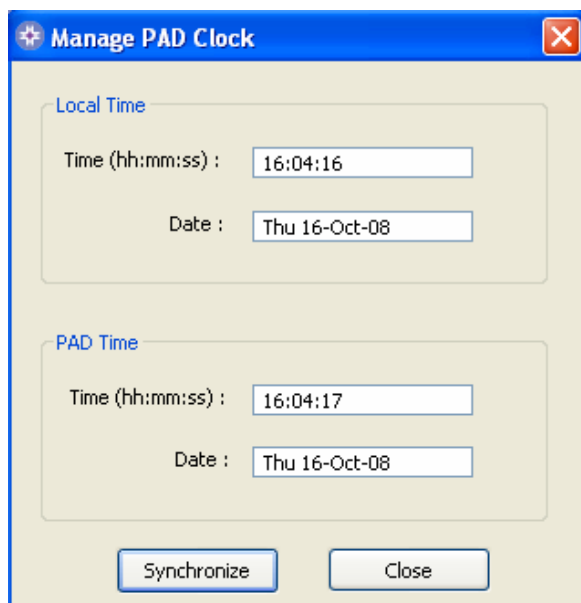 Manage PAD Clock
Local Time
Time (hh:mm:ss) : 16:04:16
Date : Thu 16-Oct-08
PAD Time
Time (hh:mm:ss) : 16:04:17
Date : Thu 16-Oct-08
Synchronize Close